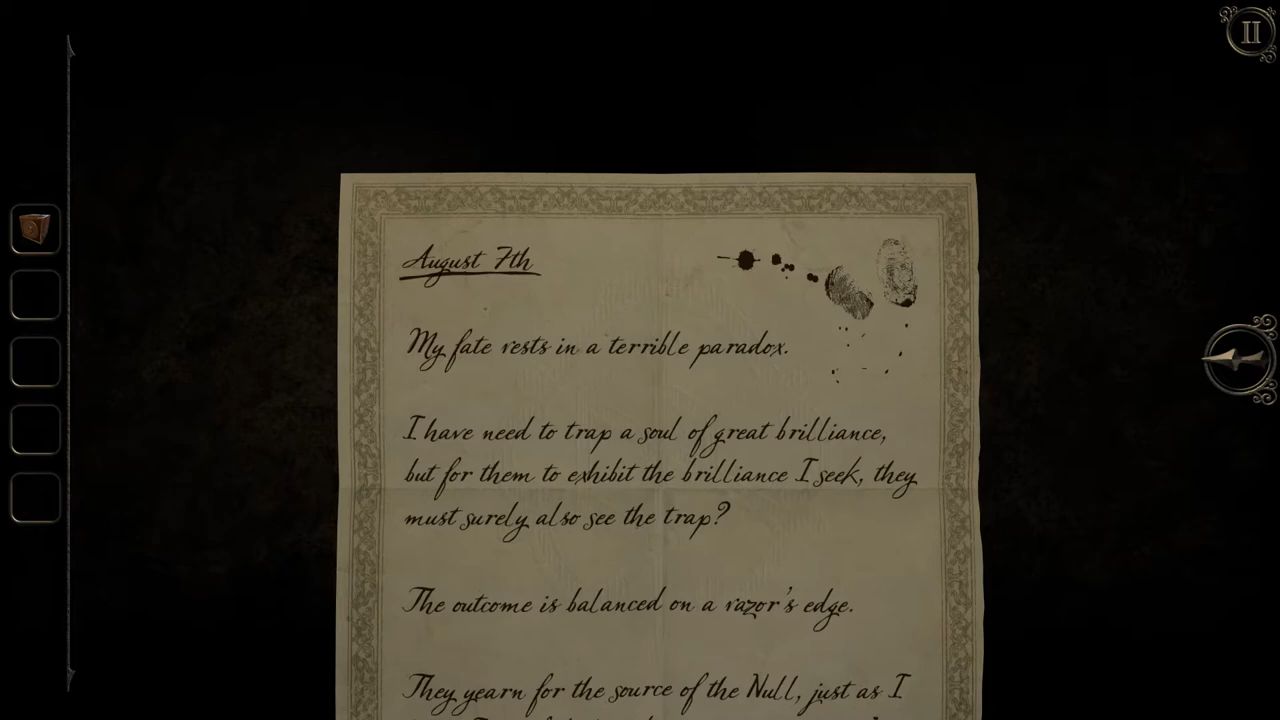 II
August 7th
My fate rests in a terrible paradox.
I have need to trap a soul of great brilliance,
but for them to exhibit the brilliance I seek, they
must surely also see the trap?
The outcome is balanced on a razor's edge.
They yearn for the source of the Null, just as I